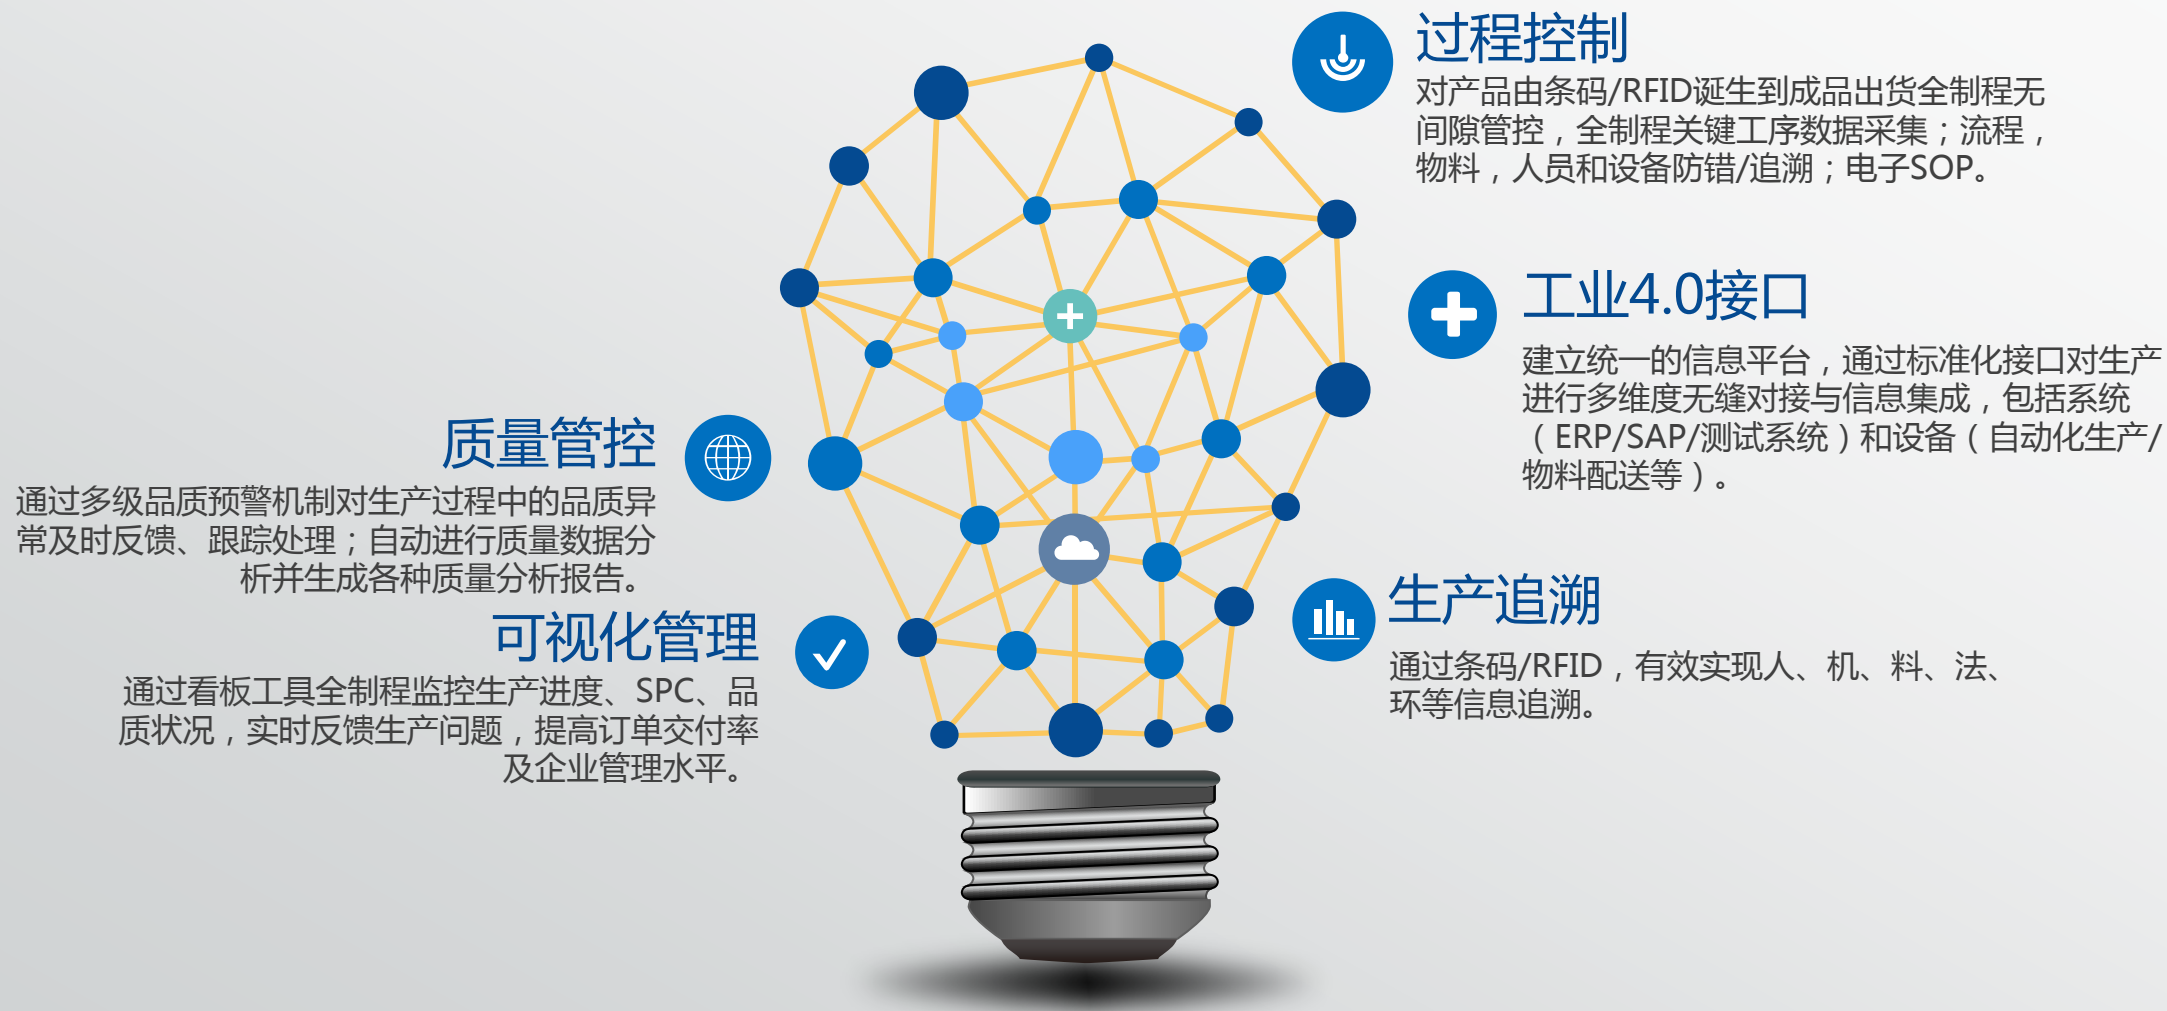 过程控制
对产品由条码/RFID诞生到成品出货全制程无
间隙管控，全制程关键工序数据采集；流程，
物料，人员和设备防错/追溯；电子SOP。
工业4.0接口
建立统一的信息平台，通过标准化接口对生产
进行多维度无缝对接与信息集成，包括系统
（ERP/SAP/测试系统）和设备（自动化生产/
物料配送等）。
质量管控
通过多级品质预警机制对生产过程中的品质异
常及时反馈、跟踪处理；自动进行质量数据分
析并生成各种质量分析报告。
可视化管理
通过看板工具全制程监控生产进度、SPC、品
质状况，实时反馈生产问题，提高订单交付率
及企业管理水平。
生产追溯
通过条码/RFID，有效实现人、机、料、法、
环等信息追溯。